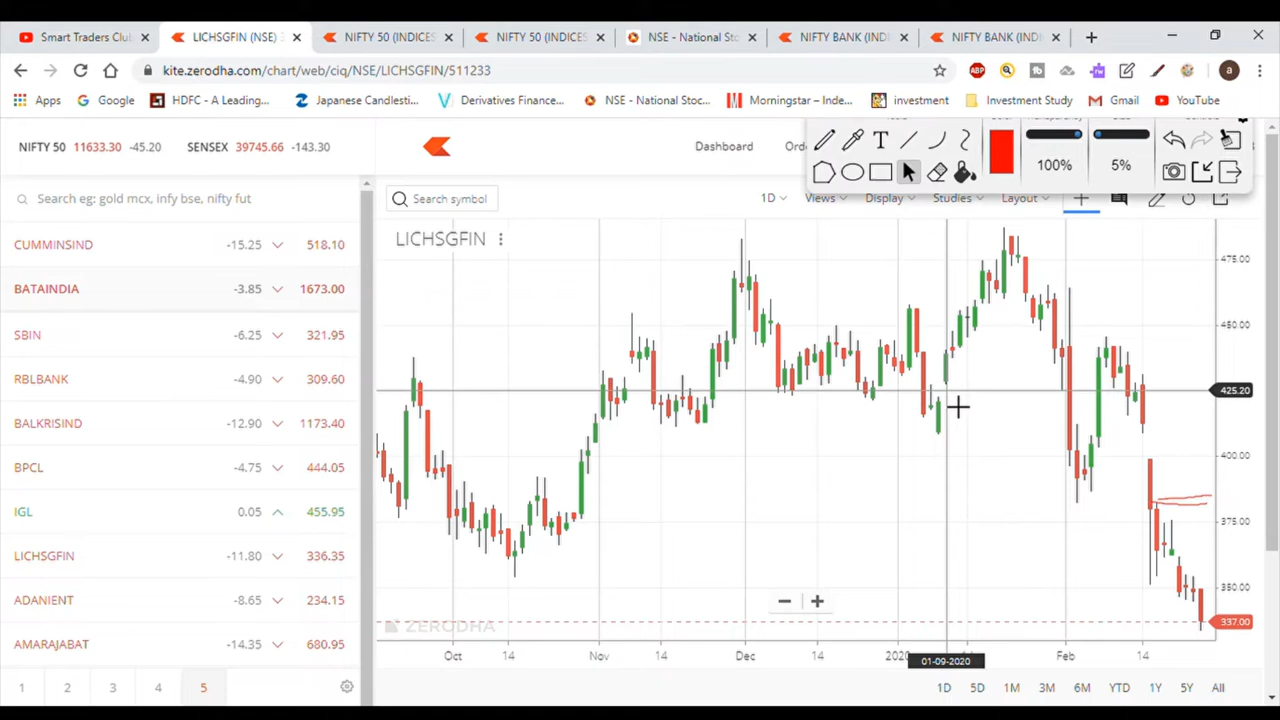 Smart Traders Clu
LICHSGFIN (NSE)
NIFTY 50 (INDICES
NIFTY 50 (INDICES
NSE - National Sto
NIFTY BANK (IND
NIFTY BANK (IND
kite.zerodha.com/chart/web/ciq/NSE/LICHSGFIN/511233
ABP
a
Apps
Google
HDFC - A Leading...
Japanese Candlesti...
Derivatives Finance...
NSE - National Stoc...
Morningstar – Inde...
investment
Investment Study
Gmail
YouTube
NIFTY 50 11633.30 -45.20 SENSEX 39745.66 -143.30
Dashboard
T
100%
5%
Search eg: gold mcx, infy bse, nifty fut
Search symbol
1D
Views
Display
Studies
Layout
LICHSGFIN
CUMMINSIND -15.25 518.10
BATAINDIA -3.85 1673.00
SBIN -6.25 321.95
RBLBANK -4.90 309.60
BALKRISIND -12.90 1173.40
BPCL -4.75 444.05
IGL 0.05 455.95
LICHSGFIN -11.80 336.35
ADANIENT -8.65 234.15
AMARAJABAT -14.35 680.95
1 2 3 4 5
475.00
450.00
425.20
400.00
375.00
350.00
337.00
ZERODHA
Oct 14 Nov 14 Dec 14 2020 Feb 14
01-09-2020
1D 5D 1M 3M 6M YTD 1Y 5Y All